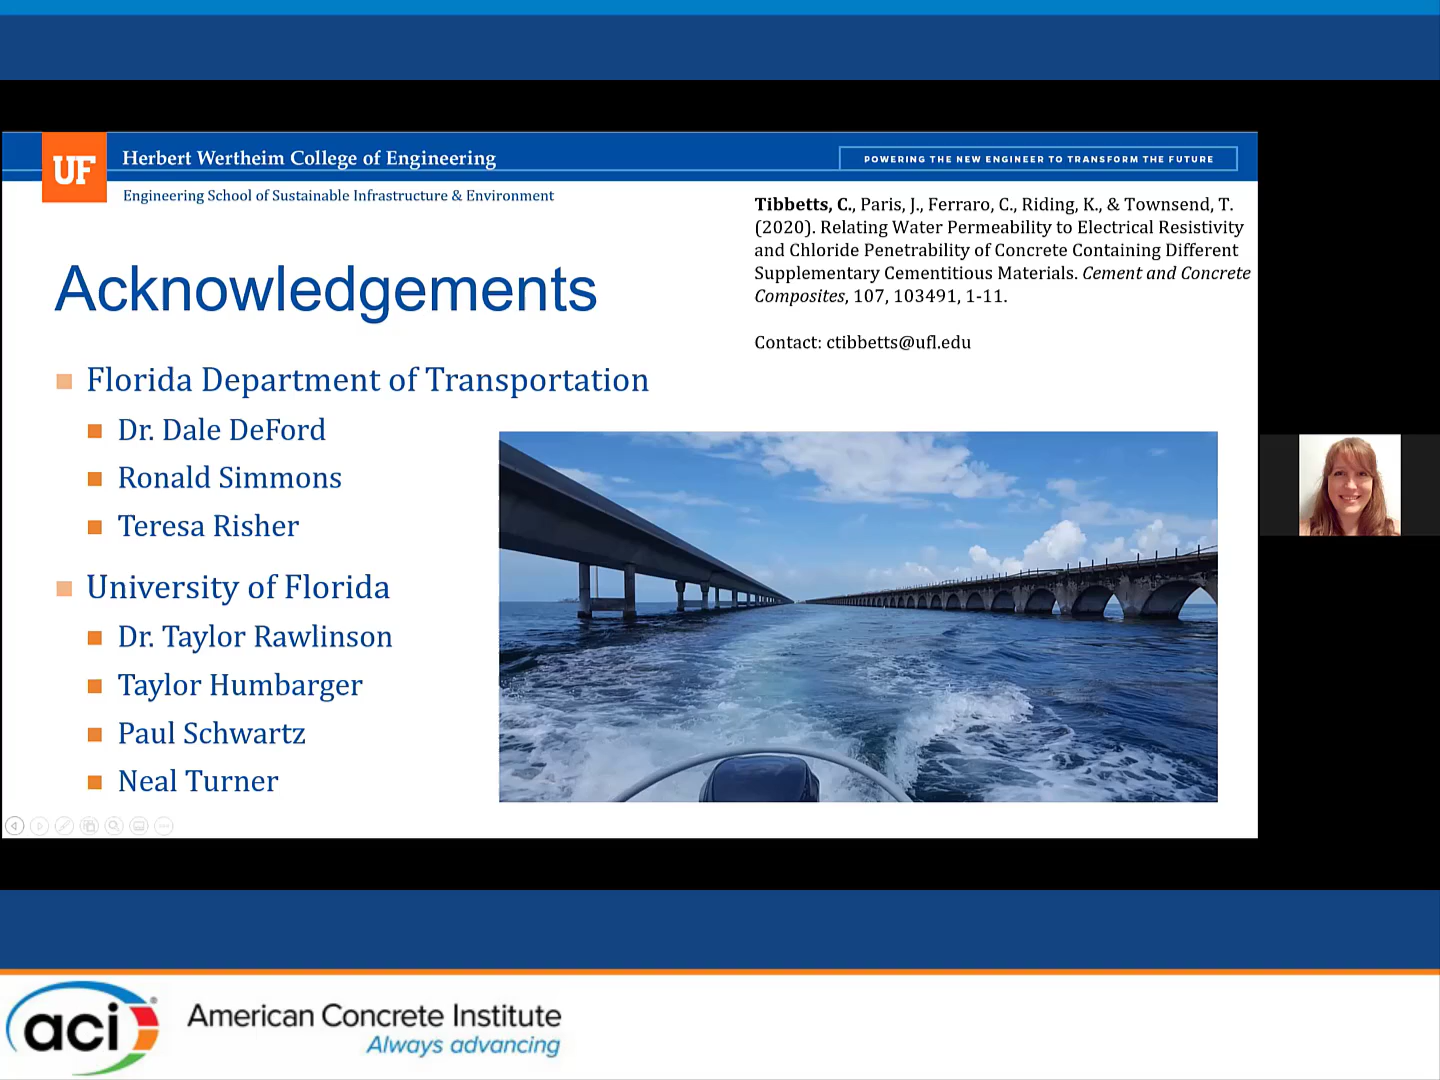 UF
Herbert Wertheim College of Engineering
POWERING THE NEW ENGINEER TO TRANSFORM THE FUTURE
Engineering School of Sustainable Infrastructure & Environment
Tibbetts, C., Paris, J., Ferraro, C., Riding, K., & Townsend, T.
(2020). Relating Water Permeability to Electrical Resistivity
and Chloride Penetrability of Concrete Containing Different
Supplementary Cementitious Materials. Cement and Concrete
Composites, 107, 103491, 1-11.
Contact: ctibbetts@ufl.edu
Acknowledgements
Florida Department of Transportation
Dr. Dale DeFord
Ronald Simmons
Teresa Risher
University of Florida
Dr. Taylor Rawlinson
Taylor Humbarger
Paul Schwartz
Neal Turner
aci
American Concrete Institute
Always advancing